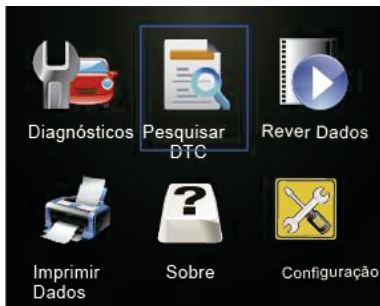 Diagnósticos
Pesquisar
DTC
Rever Dados
?
Imprimir
Dados
Sobre
Configuração